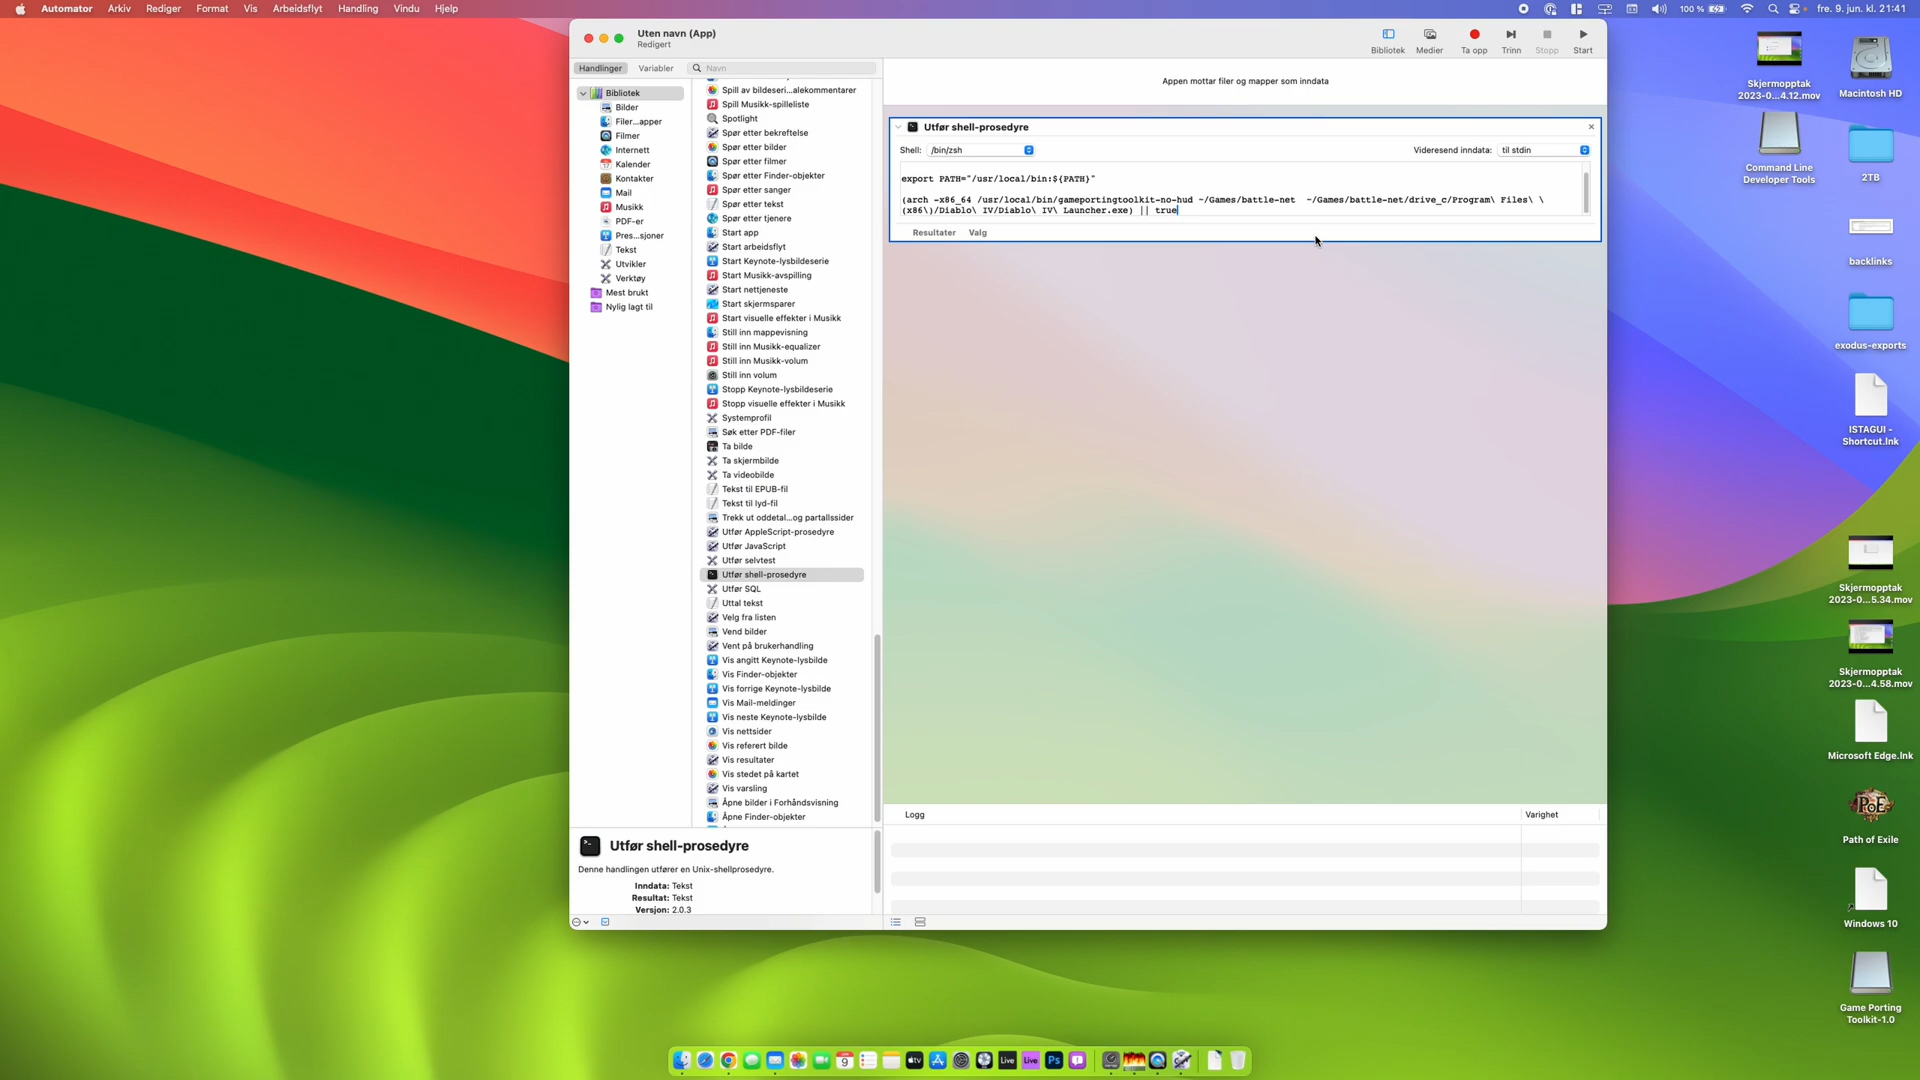 Automator Arkiv Rediger Format Vis Arbeidsflyt Handling Vindu Hjelp
100 % fre. 9. jun. kl. 21:41
Uten navn (App)
Redigert
Bibliotek Medier Ta opp Trinn Stopp Start
Handlinger Variabler Navn
Appen mottar filer og mapper som inndata
Bibliotek
Bilder
Filer...apper
Filmer
Internett
Kalender
Kontakter
Mail
Musikk
PDF-er
Pres...sjoner
Tekst
Utvikler
Verktøy
Mest brukt
Nylig lagt til
Spill av bildeseri...alekommentarer
Spill Musikk-spilleliste
Spotlight
Spør etter bekreftelse
Spør etter bilder
Spør etter filmer
Spør etter Finder-objekter
Spør etter sanger
Spør etter tekst
Spør etter tjenere
Start app
Start arbeidsflyt
Start Keynote-lysbildeserie
Start Musikk-avspilling
Start nettjeneste
Start skjermsparer
Start visuelle effekter i Musikk
Still inn mappevisning
Still inn Musikk-equalizer
Still inn Musikk-volum
Still inn volum
Stopp Keynote-lysbildeserie
Stopp visuelle effekter i Musikk
Systemprofil
Søk etter PDF-filer
Ta bilde
Ta skjermbilde
Ta videobilde
Tekst til EPUB-fil
Tekst til lyd-fil
Trekk ut oddetal...og partallssider
Utfør AppleScript-prosedyre
Utfør JavaScript
Utfør selvtest
Utfør shell-prosedyre
Utfør SQL
Uttal tekst
Velg fra listen
Vend bilder
Vent på brukerhandling
Vis angitt Keynote-lysbilde
Vis Finder-objekter
Vis forrige Keynote-lysbilde
Vis Mail-meldinger
Vis neste Keynote-lysbilde
Vis nettsider
Vis referert bilde
Vis resultater
Vis stedet på kartet
Vis varsling
Åpne bilder i Forhåndsvisning
Åpne Finder-objekter
Utfør shell-prosedyre
Denne handlingen utfører en Unix-shellprosedyre.
Inndata: Tekst
Resultat: Tekst
Versjon: 2.0.3
Utfør shell-prosedyre
Shell: /bin/zsh Videresend inndata: til stdin
export PATH="/usr/local/bin:${PATH}"
(arch -x86_64 /usr/local/bin/gameportingtoolkit-no-hud ~/Games/battle-net ~/Games/battle-net/drive_c/Program\ Files\ \
(x86\)/Diablo\ IV/Diablo\ IV\ Launcher.exe) || true
Resultater Valg
Logg Varighet
Skjermopptak
2023-0...4.12.mov
Macintosh HD
Command Line
Developer Tools
2TB
backlinks
exodus-exports
ISTAGUI -
Shortcut.lnk
Skjermopptak
2023-0...5.34.mov
Skjermopptak
2023-0...4.58.mov
Microsoft Edge.lnk
PoE
Path of Exile
Windows 10
Game Porting
Toolkit-1.0
9
tv
Live
Live
Ps